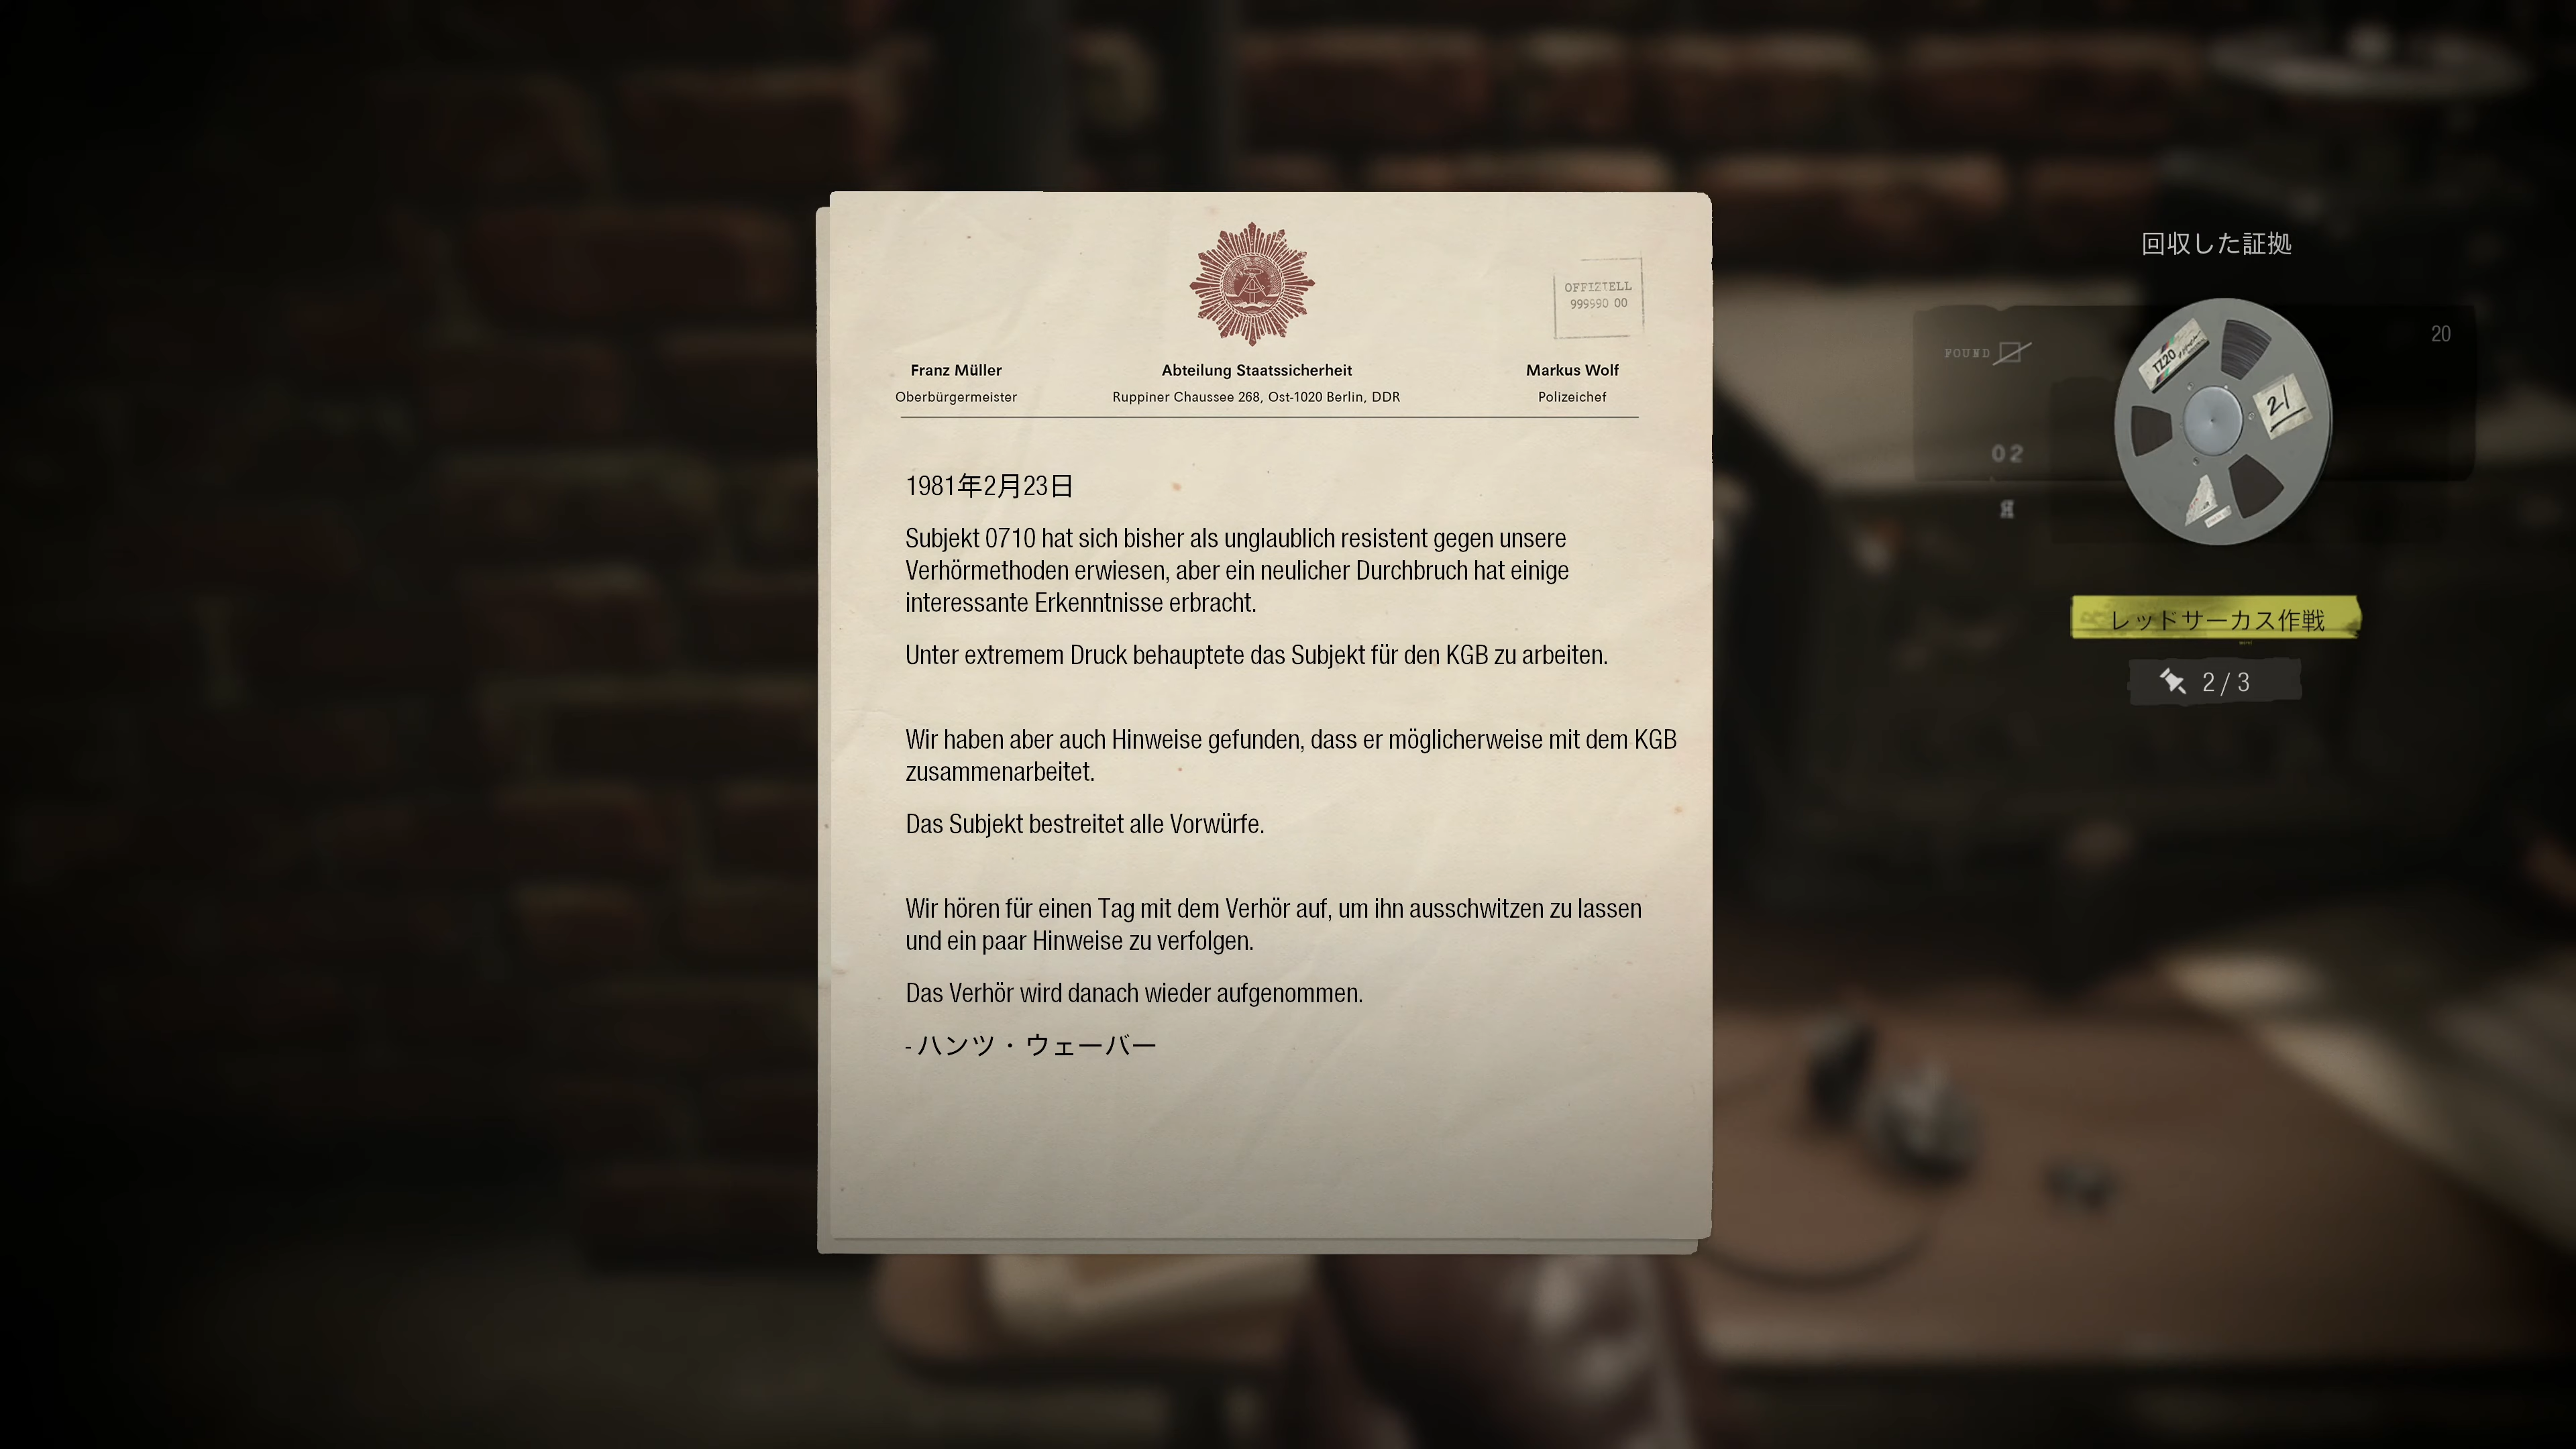 OFFIZIELL
999990 00
Franz Müller
Oberbürgermeister
Abteilung Staatssicherheit
Ruppiner Chaussee 268, Ost-1020 Berlin, DDR
Markus Wolf
Polizeichef
1981年2月23日
Subjekt 0710 hat sich bisher als unglaublich resistent gegen unsere
Verhörmethoden erwiesen, aber ein neulicher Durchbruch hat einige
interessante Erkenntnisse erbracht.
Unter extremem Druck behauptete das Subjekt für den KGB zu arbeiten.
Wir haben aber auch Hinweise gefunden, dass er möglicherweise mit dem KGB
zusammenarbeitet.
Das Subjekt bestreitet alle Vorwürfe.
Wir hören für einen Tag mit dem Verhör auf, um ihn ausschwitzen zu lassen
und ein paar Hinweise zu verfolgen.
Das Verhör wird danach wieder aufgenommen.
- ハンツ・ウェーバー
回収した証拠
FOUND
20
TZ20
21
02
Я
レッドサーカス作戦
2 / 3